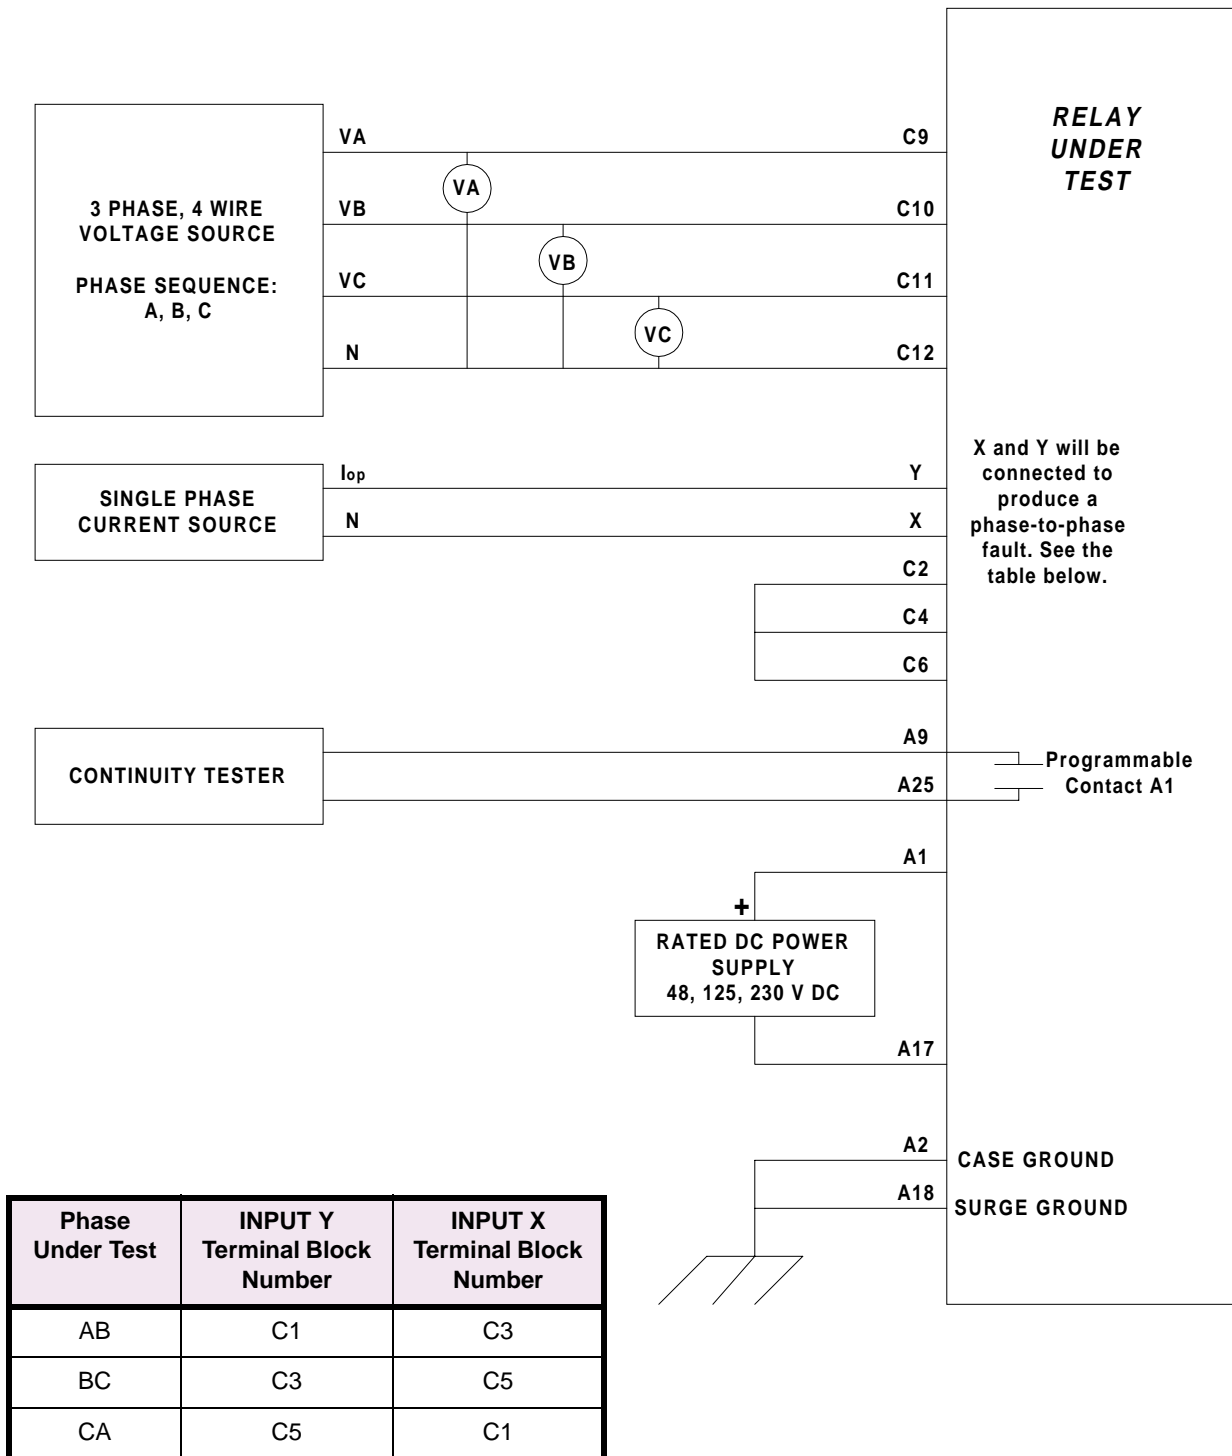 RELAY
UNDER
TEST
3 PHASE, 4 WIRE
VOLTAGE SOURCE
PHASE SEQUENCE:
A, B, C
VA
C9
VA
VB
C10
VB
VC
C11
VC
N
C12
SINGLE PHASE
CURRENT SOURCE
Iop
Y
N
X
X and Y will be
connected to
produce a
phase-to-phase
fault. See the
table below.
C2
C4
C6
CONTINUITY TESTER
A9
A25
Programmable
Contact A1
A1
+
RATED DC POWER
SUPPLY
48, 125, 230 V DC
A17
A2
CASE GROUND
A18
SURGE GROUND
Phase
Under Test
INPUT Y
Terminal Block
Number
INPUT X
Terminal Block
Number
AB C1 C3
BC C3 C5
CA C5 C1